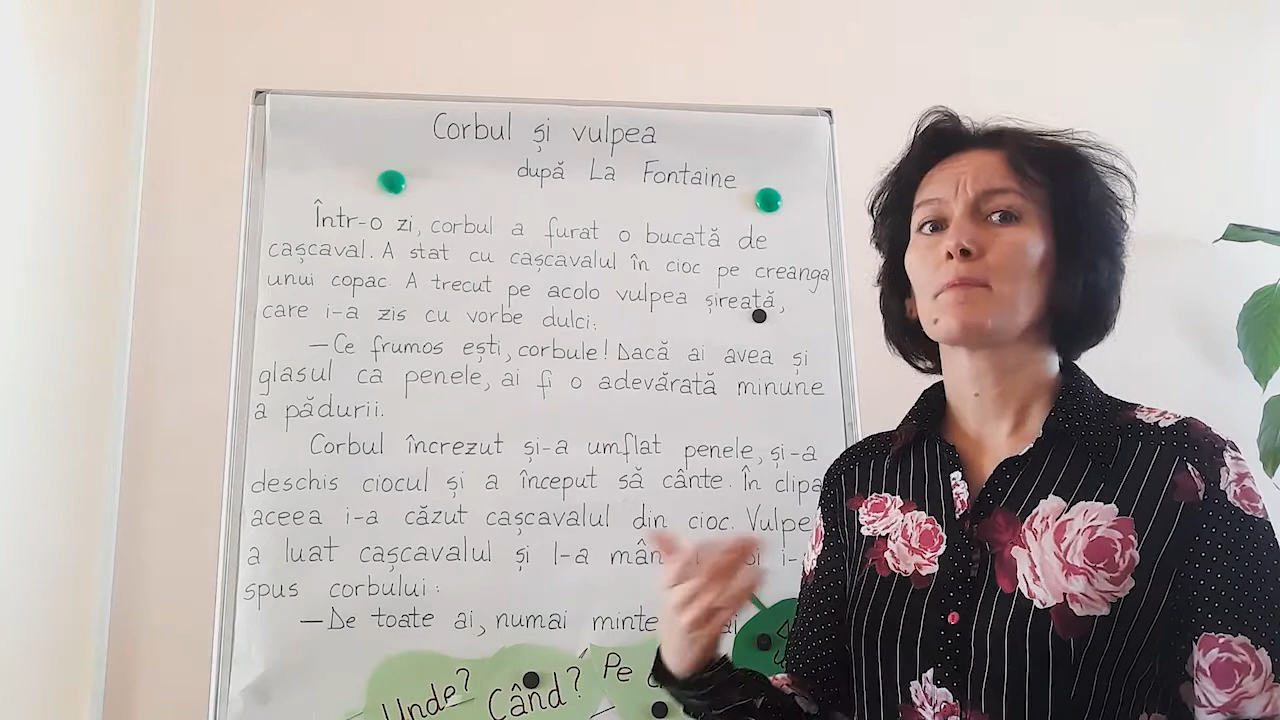 Corbul și vulpea
după La Fontaine
Într-o zi, corbul a furat o bucată de
cașcaval. A stat cu cașcavalul în cioc pe creanga
unui copac. A trecut pe acolo vulpea șireată,
care i-a zis cu vorbe dulci:
—Ce frumos ești, corbule! Dacă ai avea și
glasul ca penele, ai fi o adevărată minune
a pădurii.
Corbul încrezut și-a umflat penele, și-a
deschis ciocul și a început să cânte. În clipa
aceea i-a căzut cașcavalul din cioc. Vulpe
a luat cașcavalul și l-a mân i-
spus corbului:
—De toate ai, numai minte
Unde? Când? Pe